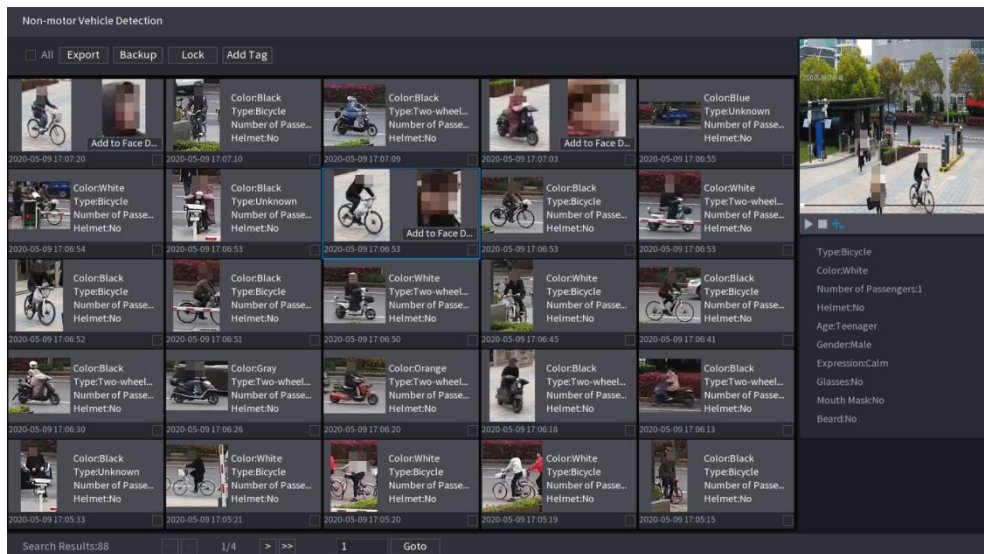 Non-motor Vehicle Detection
All Export Backup Lock Add Tag
Add to Face D...
2020-05-09 17:07:20
Color:Black
Type:Bicycle
Number of Passe...
Helmet:No
2020-05-09 17:07:10
Color:Black
Type:Two-wheel...
Number of Passe...
Helmet:No
2020-05-09 17:07:09
Add to Face D...
2020-05-09 17:07:03
Color:Blue
Type:Unknown
Number of Passe...
Helmet:No
2020-05-09 17:06:55
Color:White
Type:Bicycle
Number of Passe...
Helmet:No
2020-05-09 17:06:54
Color:Black
Type:Unknown
Number of Passe...
Helmet:No
2020-05-09 17:06:53
Add to Face D...
2020-05-09 17:06:53
Color:Black
Type:Bicycle
Number of Passe...
Helmet:No
2020-05-09 17:06:53
Color:White
Type:Two-wheel...
Number of Passe...
Helmet:No
2020-05-09 17:06:53
Color:Black
Type:Bicycle
Number of Passe...
Helmet:No
2020-05-09 17:06:52
Color:Black
Type:Bicycle
Number of Passe...
Helmet:No
2020-05-09 17:06:51
Color:White
Type:Two-wheel...
Number of Passe...
Helmet:No
2020-05-09 17:06:50
Color:White
Type:Bicycle
Number of Passe...
Helmet:No
2020-05-09 17:06:45
Color:Black
Type:Bicycle
Number of Passe...
Helmet:No
2020-05-09 17:06:41
Color:Black
Type:Two-wheel...
Number of Passe...
Helmet:No
2020-05-09 17:06:30
Color:Gray
Type:Two-wheel...
Number of Passe...
Helmet:No
2020-05-09 17:06:26
Color:Orange
Type:Two-wheel...
Number of Passe...
Helmet:No
2020-05-09 17:06:20
Color:Black
Type:Two-wheel...
Number of Passe...
Helmet:No
2020-05-09 17:06:18
Color:Black
Type:Two-wheel...
Number of Passe...
Helmet:No
2020-05-09 17:06:13
Color:Black
Type:Unknown
Number of Passe...
Helmet:No
2020-05-09 17:05:33
Color:White
Type:Bicycle
Number of Passe...
Helmet:No
2020-05-09 17:05:21
Color:White
Type:Bicycle
Number of Passe...
Helmet:No
2020-05-09 17:05:20
Color:White
Type:Bicycle
Number of Passe...
Helmet:No
2020-05-09 17:05:19
Color:Black
Type:Bicycle
Number of Passe...
Helmet:No
2020-05-09 17:05:15
Type:Bicycle
Color:White
Number of Passengers:1
Helmet:No
Age:Teenager
Gender:Male
Expression:Calm
Glasses:No
Mouth Mask:No
Beard:No
Search Results:88 1/4 > >> 1 Goto